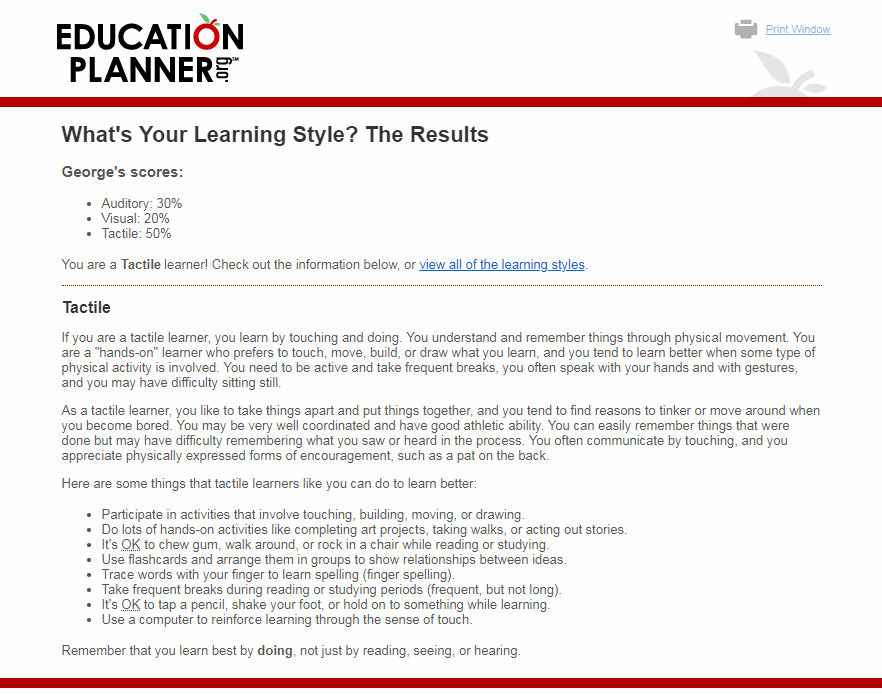 EDUCATION
PLANNER.org SM
Print Window
What's Your Learning Style? The Results
George's scores:
• Auditory: 30%
• Visual: 20%
• Tactile: 50%
You are a Tactile learner! Check out the information below, or view all of the learning styles.
Tactile
If you are a tactile learner, you learn by touching and doing. You understand and remember things through physical movement. You
are a "hands-on" learner who prefers to touch, move, build, or draw what you learn, and you tend to learn better when some type of
physical activity is involved. You need to be active and take frequent breaks, you often speak with your hands and with gestures,
and you may have difficulty sitting still.
As a tactile learner, you like to take things apart and put things together, and you tend to find reasons to tinker or move around when
you become bored. You may be very well coordinated and have good athletic ability. You can easily remember things that were
done but may have difficulty remembering what you saw or heard in the process. You often communicate by touching, and you
appreciate physically expressed forms of encouragement, such as a pat on the back.
Here are some things that tactile learners like you can do to learn better:
• Participate in activities that involve touching, building, moving, or drawing.
• Do lots of hands-on activities like completing art projects, taking walks, or acting out stories.
• It's OK to chew gum, walk around, or rock in a chair while reading or studying.
• Use flashcards and arrange them in groups to show relationships between ideas.
• Trace words with your finger to learn spelling (finger spelling).
• Take frequent breaks during reading or studying periods (frequent, but not long).
• It's OK to tap a pencil, shake your foot, or hold on to something while learning.
• Use a computer to reinforce learning through the sense of touch.
Remember that you learn best by doing, not just by reading, seeing, or hearing.